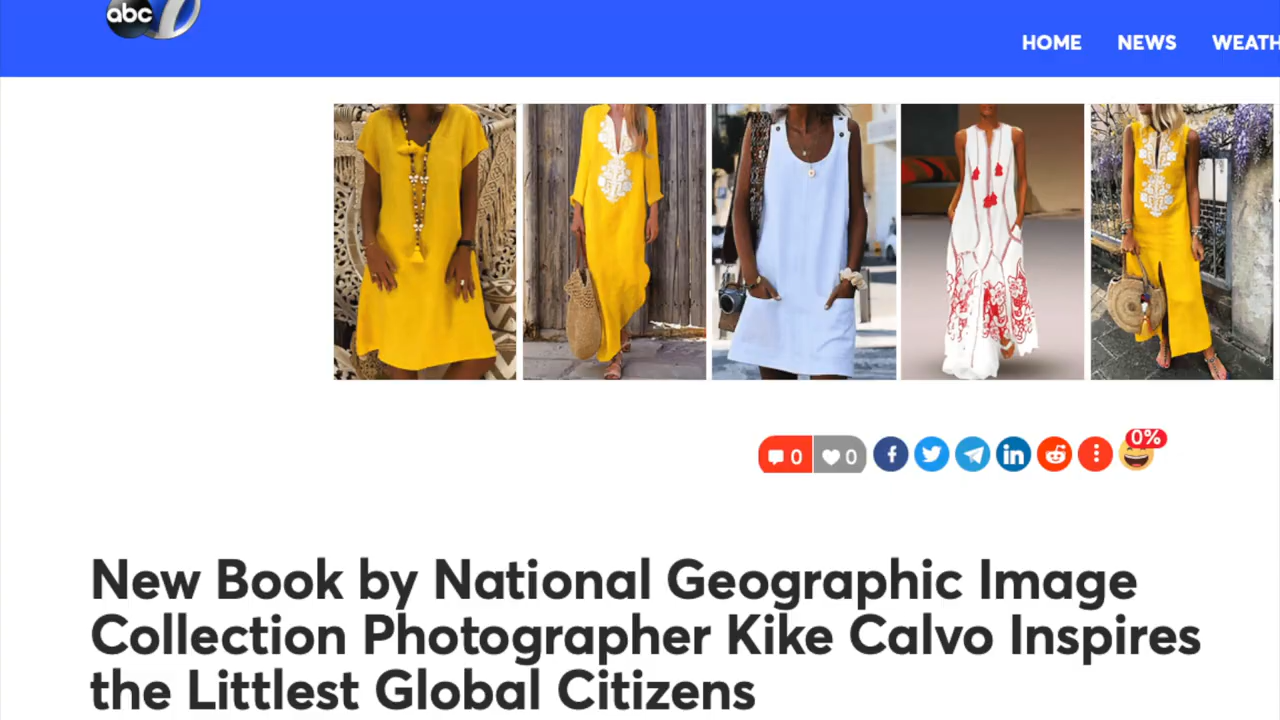 abc
HOME NEWS WEATH
0 0
0%
New Book by National Geographic Image
Collection Photographer Kike Calvo Inspires
the Littlest Global Citizens